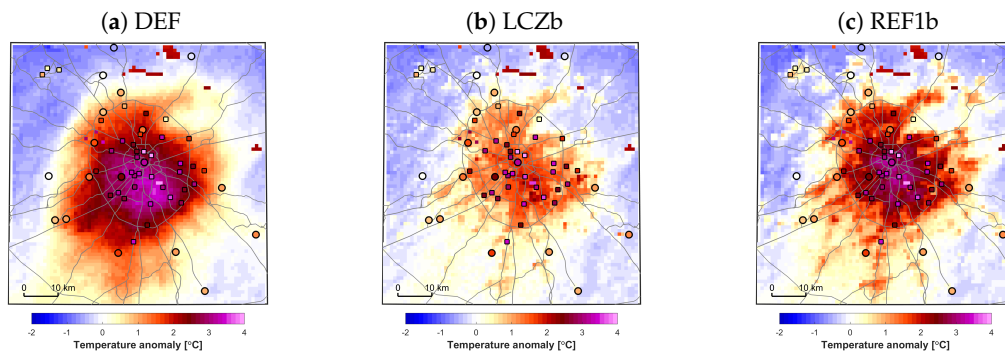 (a) DEF
(b) LCZb
(c) REF1b
0 10 km
0 10 km
0 10 km
-2 -1 0 1 2 3 4
-2 -1 0 1 2 3 4
-2 -1 0 1 2 3 4
Temperature anomaly [°C]
Temperature anomaly [°C]
Temperature anomaly [°C]